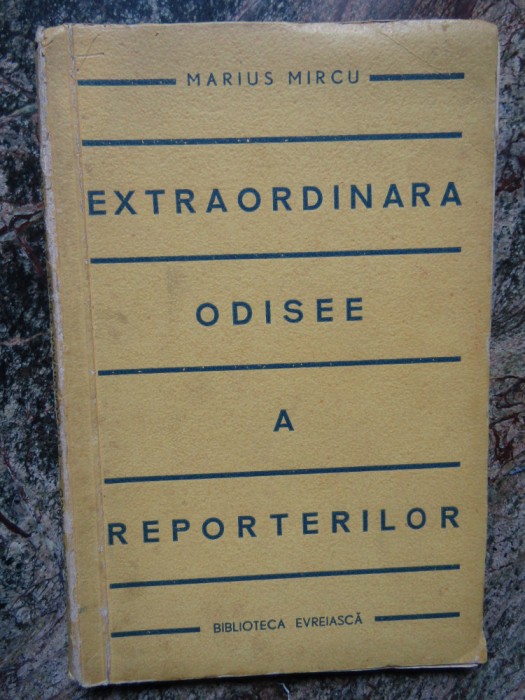 MARIUS MIRCU
EXTRAORDINARA
ODISEE
A
REPORTERILOR
BIBLIOTECA EVREIASCĂ